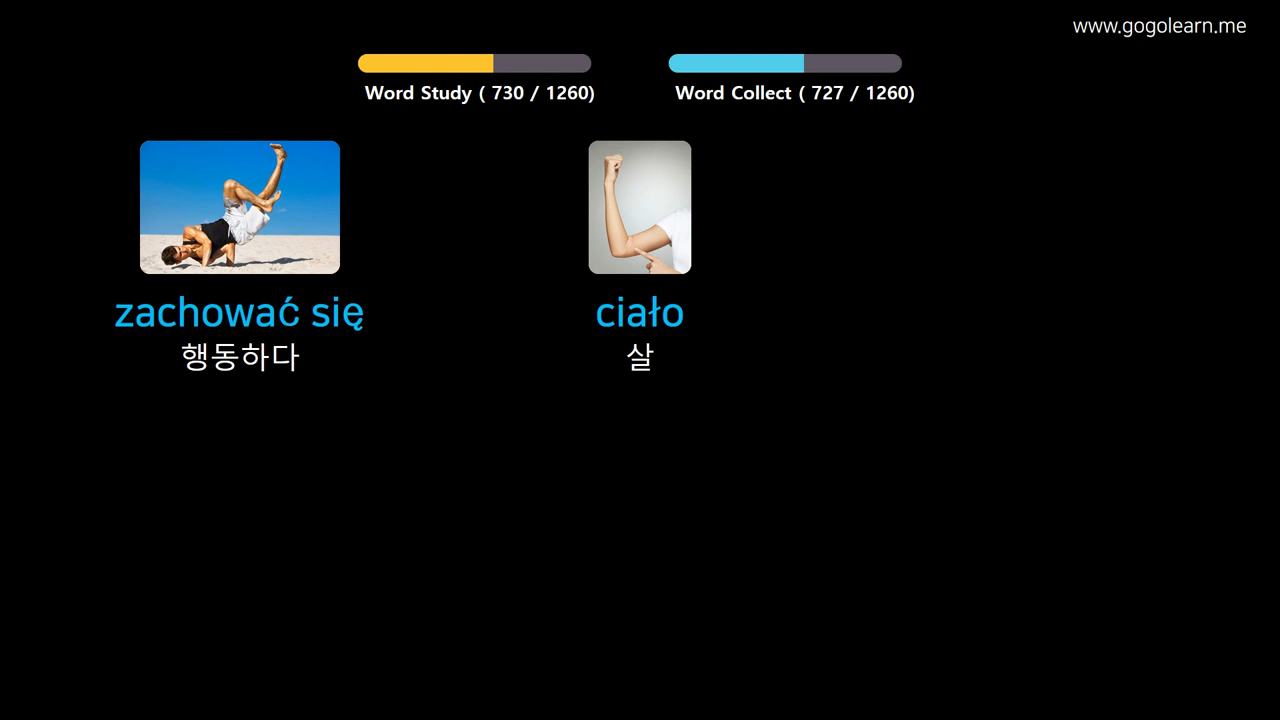 www.gogolearn.me
Word Study ( 730 / 1260)
Word Collect ( 727 / 1260)
zachować się
행동하다
ciało
살